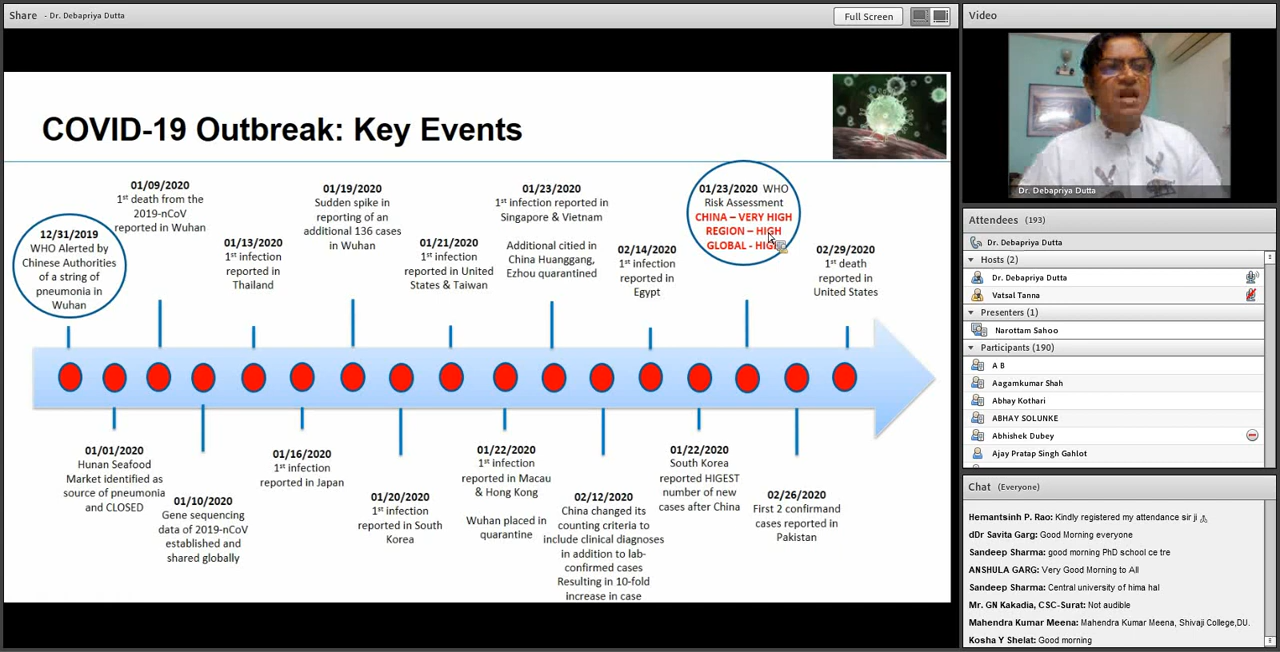 Share - Dr. Debapriya Dutta
Full Screen
COVID-19 Outbreak: Key Events
12/31/2019
WHO Alerted by
Chinese Authorities
of a string of
pneumonia in
Wuhan
01/09/2020
1st death from the
2019-nCoV
reported in Wuhan
01/13/2020
1st infection
reported in
Thailand
01/19/2020
Sudden spike in
reporting of an
additional 136 cases
in Wuhan
01/21/2020
1st infection
reported in United
States & Taiwan
01/23/2020
1st infection reported in
Singapore & Vietnam
Additional citied in
China Huanggang,
Ezhou quarantined
02/14/2020
1st infection
reported in
Egypt
01/23/2020 WHO
Risk Assessment
CHINA – VERY HIGH
REGION – HIGH
GLOBAL - HIGH
02/29/2020
1st death
reported in
United States
01/01/2020
Hunan Seafood
Market identified as
source of pneumonia
and CLOSED
01/10/2020
Gene sequencing
data of 2019-nCoV
established and
shared globally
01/16/2020
1st infection
reported in Japan
01/20/2020
1st infection
reported in South
Korea
01/22/2020
1st infection
reported in Macau
& Hong Kong
Wuhan placed in
quarantine
02/12/2020
China changed its
counting criteria to
include clinical diagnoses
in addition to lab-
confirmed cases
Resulting in 10-fold
increase in case
01/22/2020
South Korea
reported HIGEST
number of new
cases after China
02/26/2020
First 2 confirmand
cases reported in
Pakistan
Video
Dr. Debapriya Dutta
Attendees (193)
Dr. Debapriya Dutta
Hosts (2)
Dr. Debapriya Dutta
Vatsal Tanna
Presenters (1)
Narottam Sahoo
Participants (190)
A B
Aagamkumar Shah
Abhay Kothari
ABHAY SOLUNKE
Abhishek Dubey
Ajay Pratap Singh Gahlot
Chat (Everyone)
Hemantsinh P. Rao: Kindly registered my attendance sir ji
dDr Savita Garg: Good Morning everyone
Sandeep Sharma: good morning PhD school ce tre
ANSHULA GARG: Very Good Morning to All
Sandeep Sharma: Central university of hima hal
Mr. GN Kakadia, CSC-Surat: Not audible
Mahendra Kumar Meena: Mahendra Kumar Meena, Shivaji College,DU.
Kosha Y Shelat: Good morning